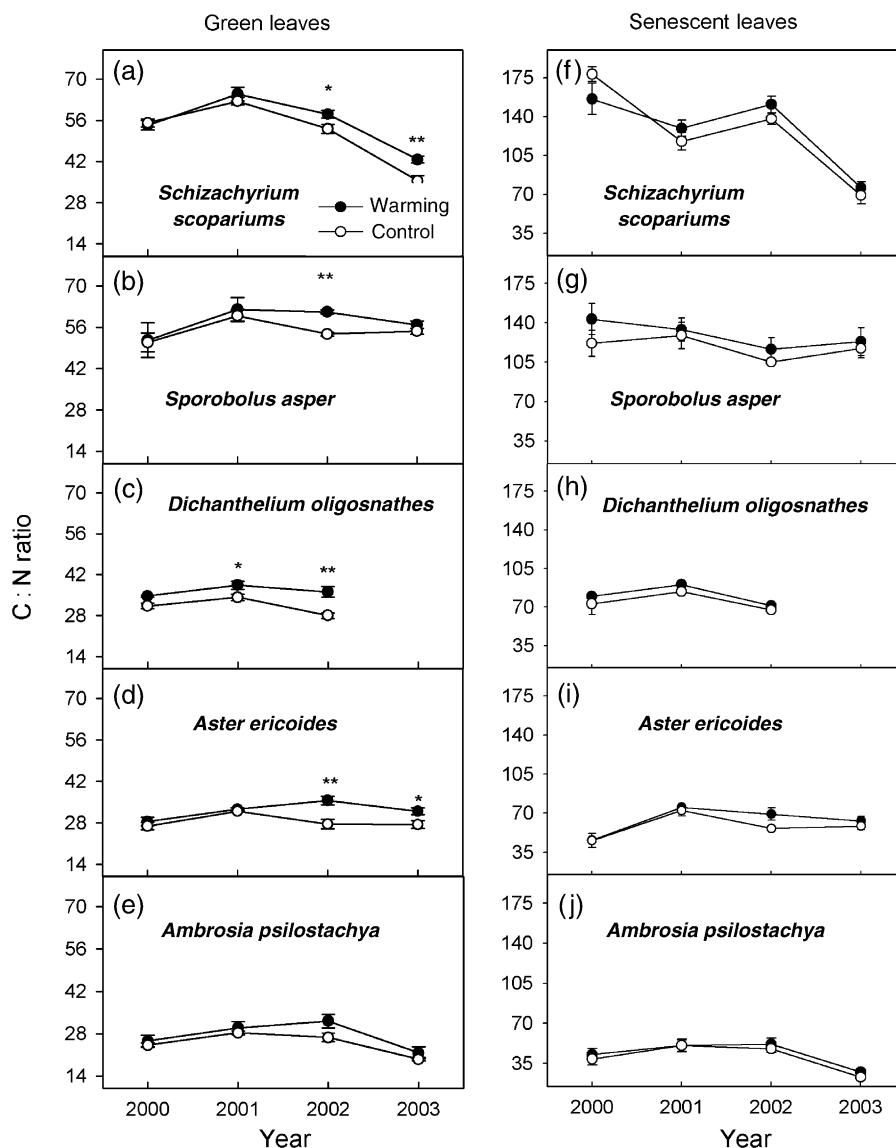 Green leaves
Senescent leaves
(a)
70
56
42
28
14
*
**
Schizachyrium
scopariums
Warming
Control
(b)
70
56
42
28
14
**
Sporobolus asper
(c)
70
56
42
28
14
Dichanthelium oligosnathes
*
**
(d)
70
56
42
28
14
Aster ericoides
**
*
(e)
70
56
42
28
14
Ambrosia psilostachya
2000 2001 2002 2003
Year
C : N ratio
(f)
175
140
105
70
35
Schizachyrium
scopariums
(g)
175
140
105
70
35
Sporobolus asper
(h)
175
140
105
70
35
Dichanthelium oligosnathes
(i)
175
140
105
70
35
Aster ericoides
(j)
175
140
105
70
35
Ambrosia psilostachya
2000 2001 2002 2003
Year